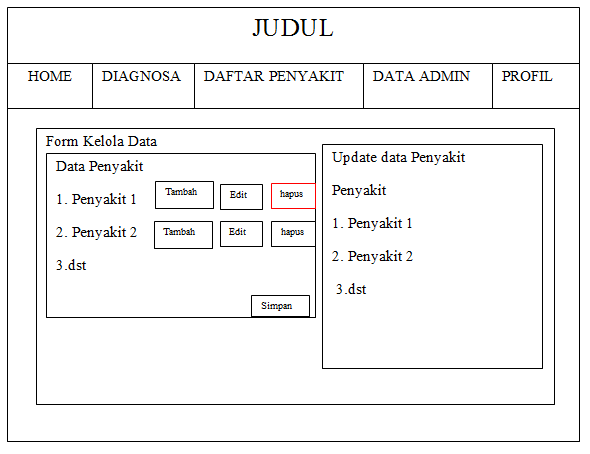 JUDUL
HOME DIAGNOSA DAFTAR PENYAKIT DATA ADMIN PROFIL
Form Kelola Data
Data Penyakit
1. Penyakit 1 Tambah Edit hapus
2. Penyakit 2 Tambah Edit hapus
3.dst
Simpan
Update data Penyakit
Penyakit
1. Penyakit 1
2. Penyakit 2
3.dst